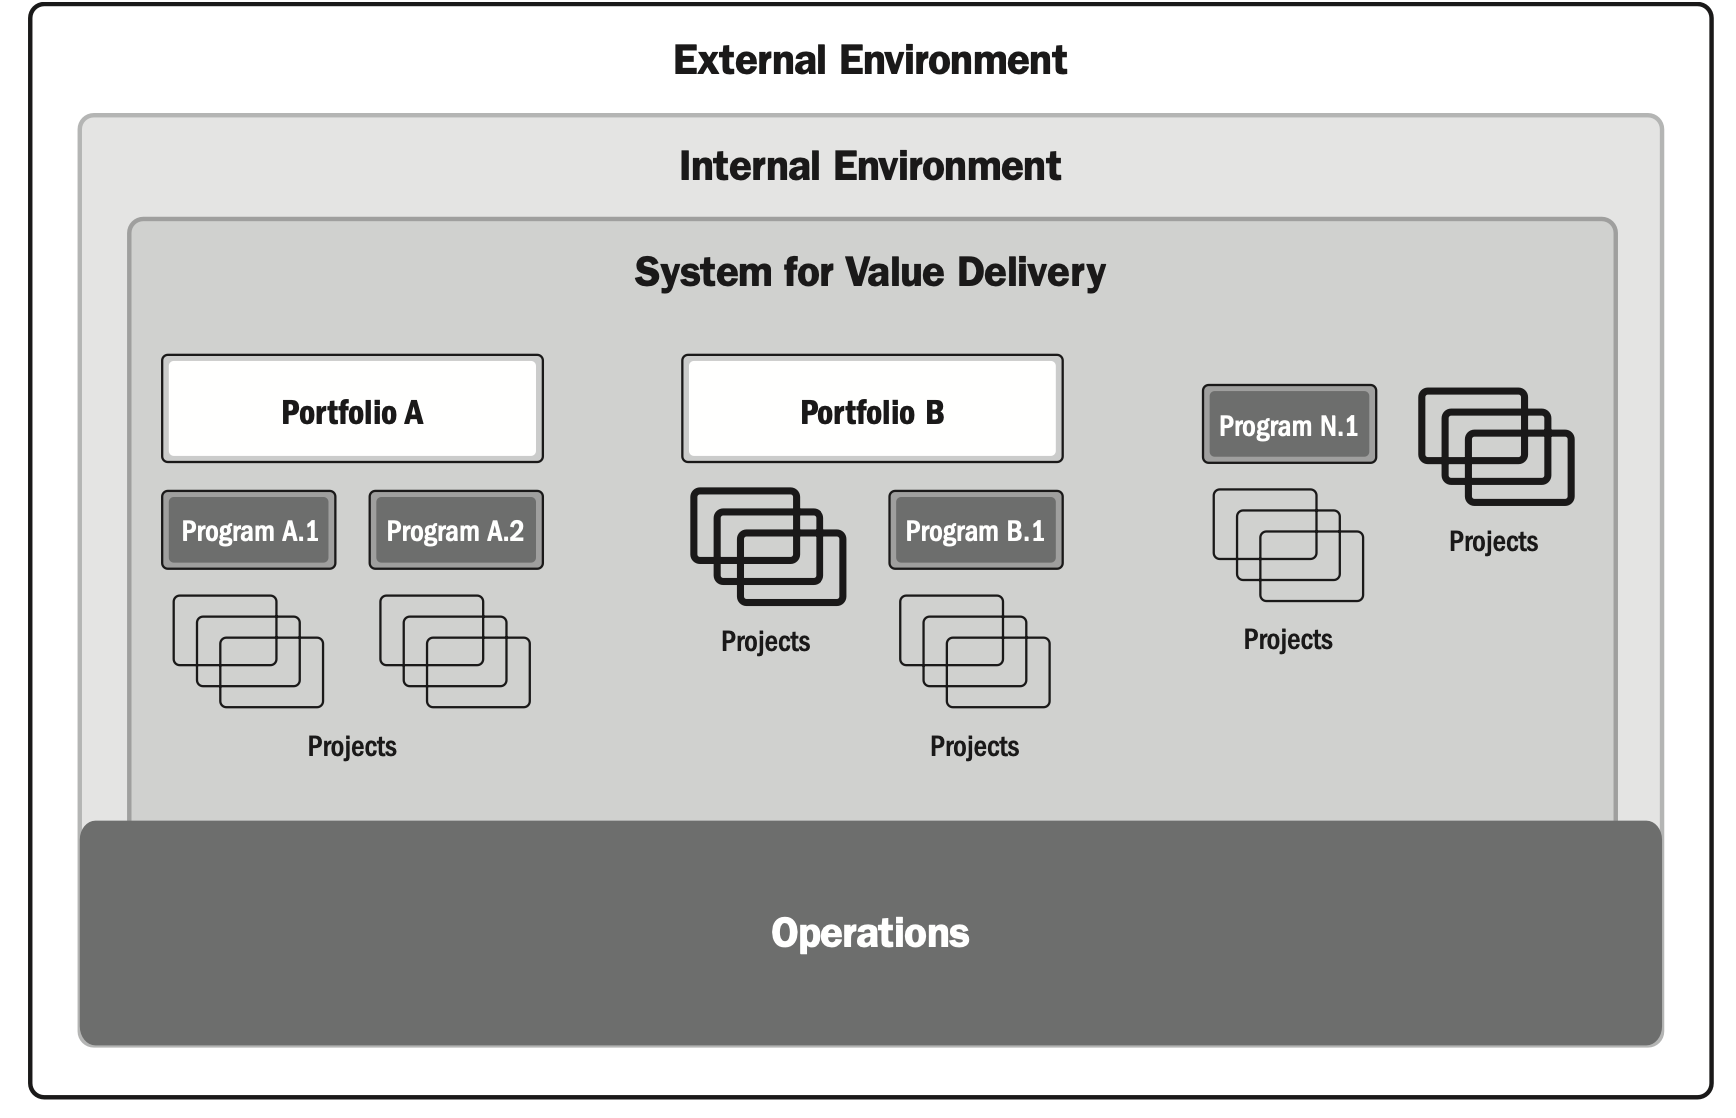 External Environment
Internal Environment
System for Value Delivery
Portfolio A
Program A.1
Program A.2
Projects
Portfolio B
Projects
Program B.1
Projects
Program N.1
Projects
Projects
Operations